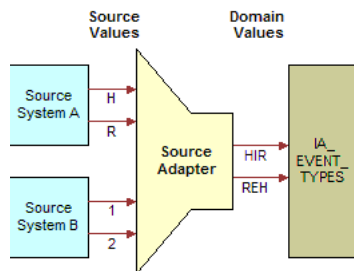 Source
Values
Domain
Values
Source
System A
H
R
Source
Adapter
HIR
REH
IA_
EVENT_
TYPES
Source
System B
1
2